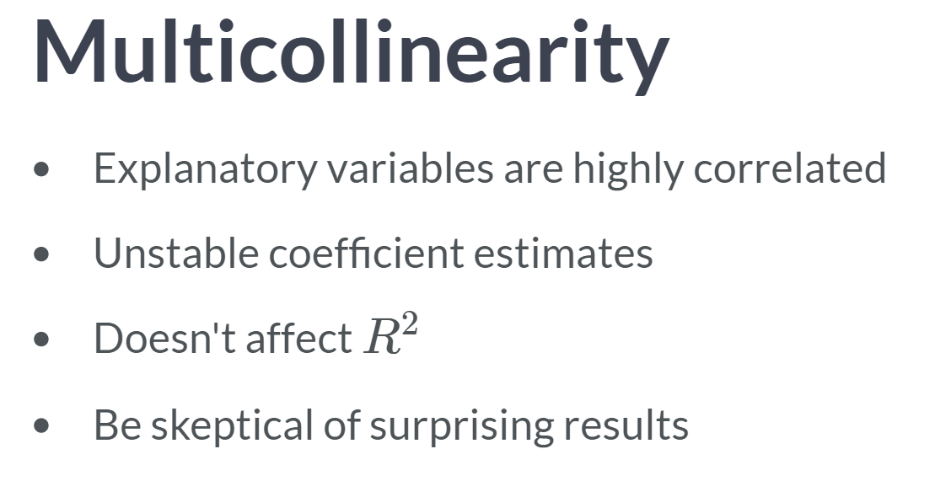 Multicollinearity
• Explanatory variables are highly correlated
• Unstable coefficient estimates
• Doesn't affect R²
• Be skeptical of surprising results